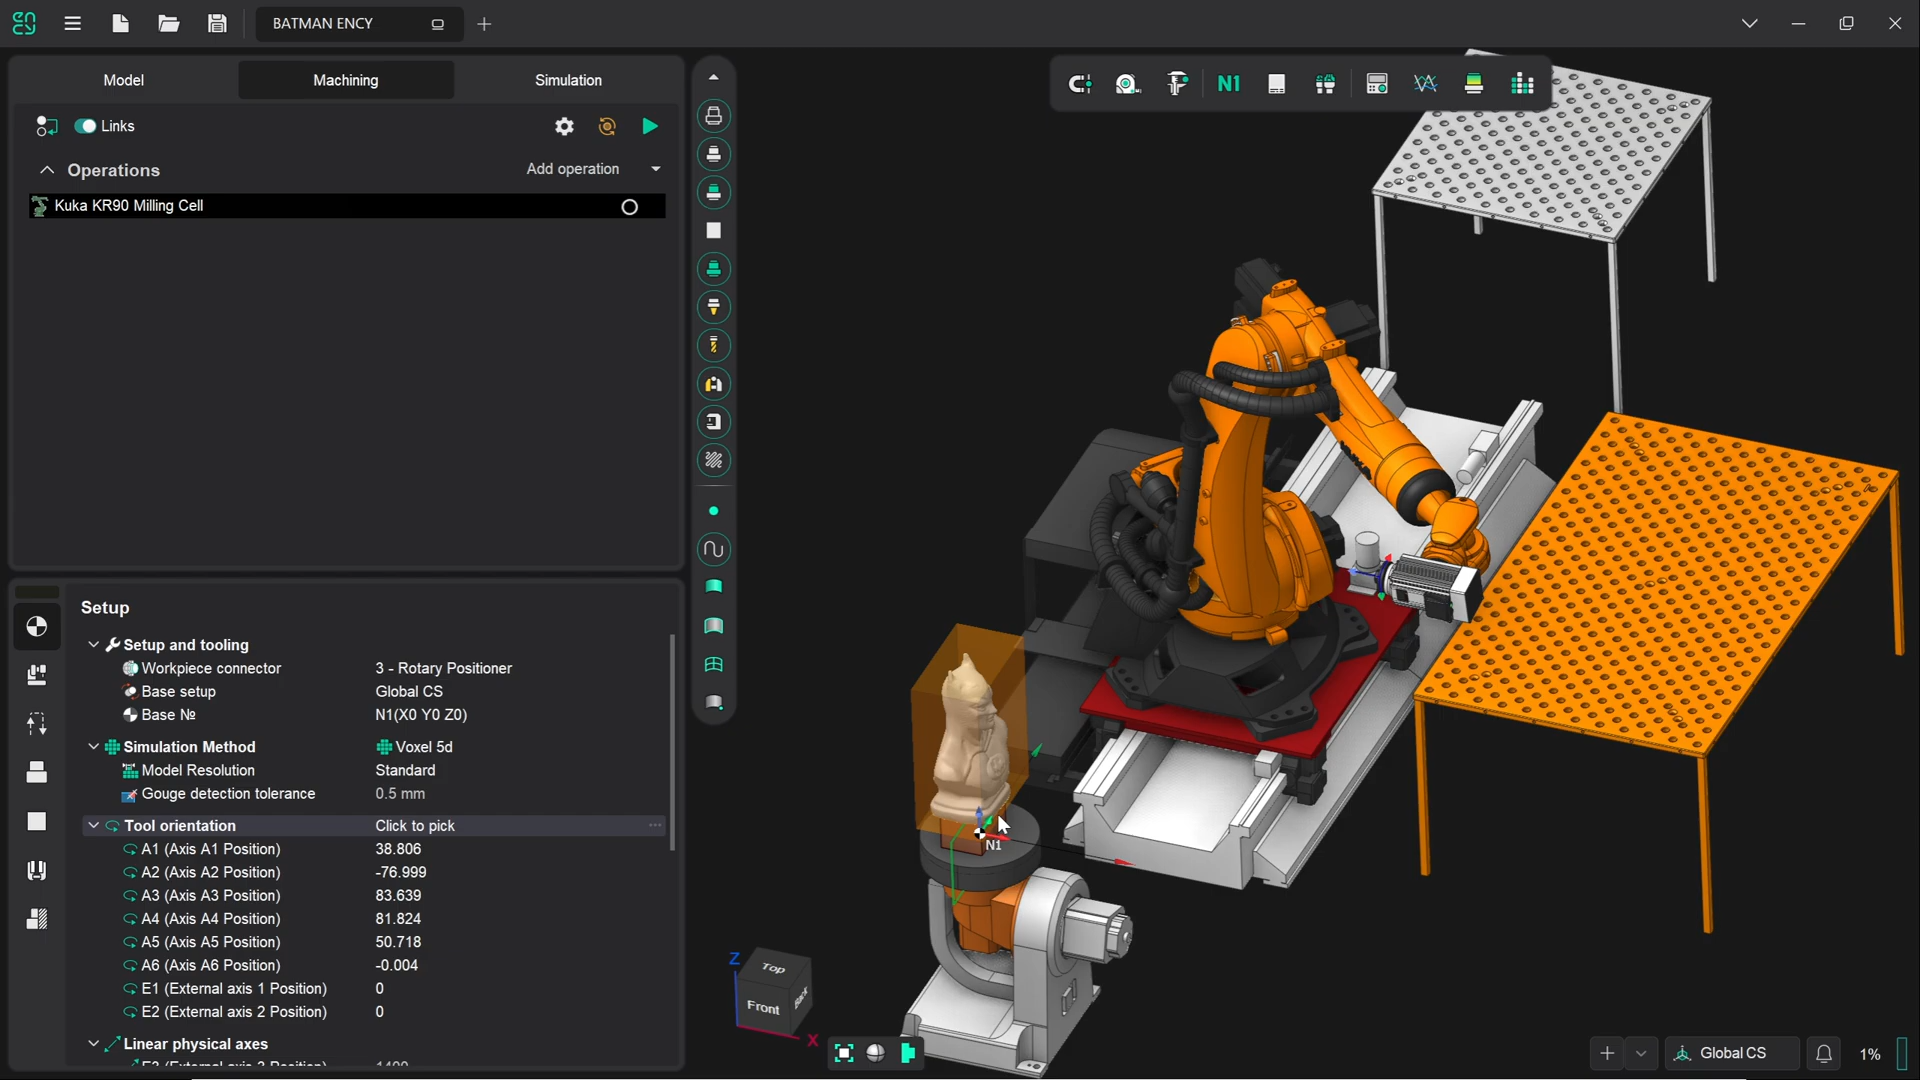 BATMAN ENCY
Model
Machining
Simulation
N1
Links
Operations
Add operation
Kuka KR90 Milling Cell
Setup
Setup and tooling
Workpiece connector 3 - Rotary Positioner
Base setup Global CS
Base № N1(X0 Y0 Z0)
Simulation Method Voxel 5d
Model Resolution Standard
Gouge detection tolerance 0.5 mm
Tool orientation Click to pick
A1 (Axis A1 Position) 38.806
A2 (Axis A2 Position) -76.999
A3 (Axis A3 Position) 83.639
A4 (Axis A4 Position) 81.824
A5 (Axis A5 Position) 50.718
A6 (Axis A6 Position) -0.004
E1 (External axis 1 Position) 0
E2 (External axis 2 Position) 0
Linear physical axes
N1
Z
Top
Front
Back
X
Global CS
1%